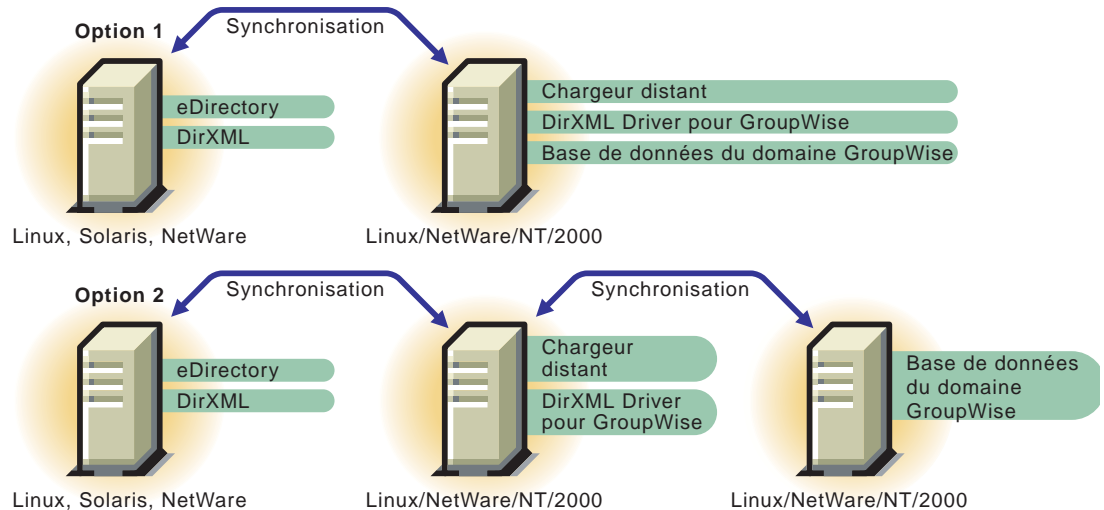 Option 1
Synchronisation
eDirectory
DirXML
Chargeur distant
DirXML Driver pour GroupWise
Base de données du domaine GroupWise
Linux, Solaris, NetWare
Linux/NetWare/NT/2000
Option 2
Synchronisation
Synchronisation
eDirectory
DirXML
Chargeur
distant
DirXML Driver
pour GroupWise
Base de données
du domaine
GroupWise
Linux, Solaris, NetWare
Linux/NetWare/NT/2000
Linux/NetWare/NT/2000